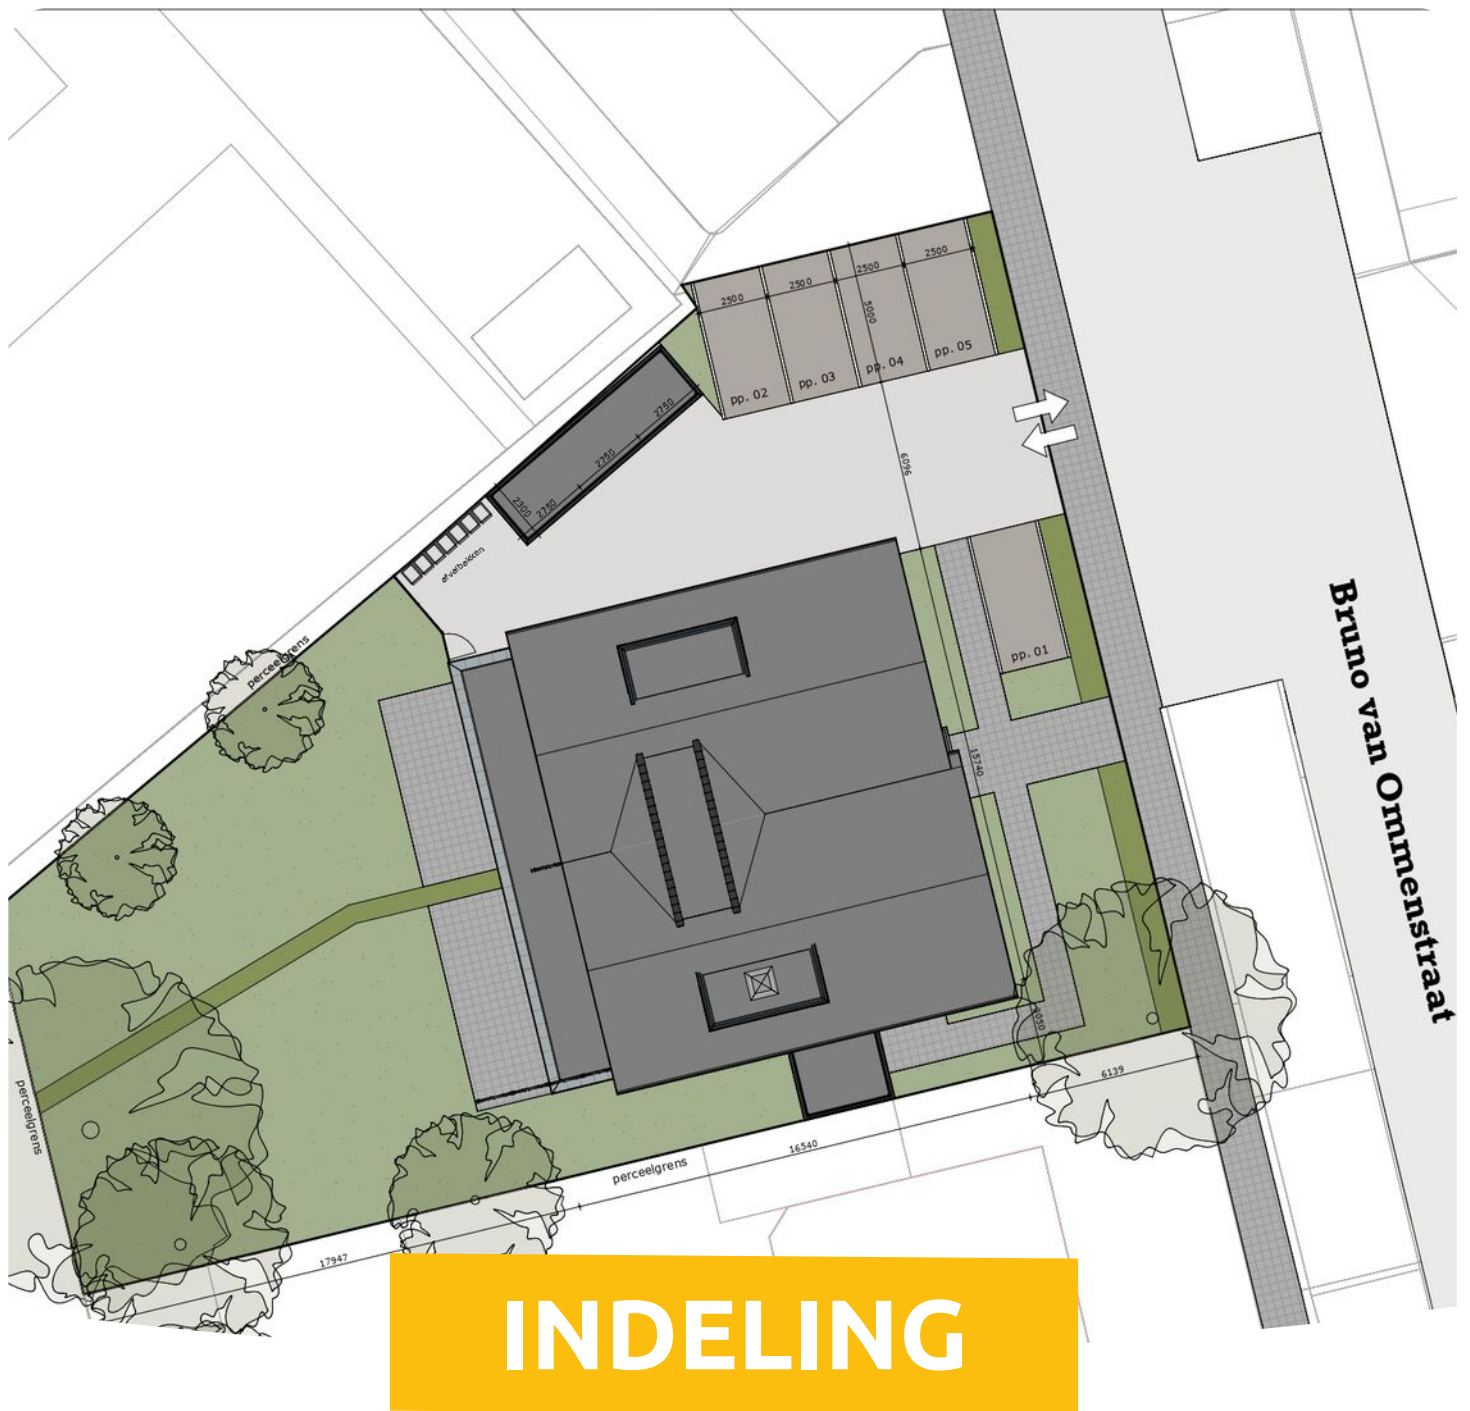 2500
2500
2500
2500
5000
pp. 02
pp. 03
pp. 04
pp. 05
2750
2750
2750
2300
6096
afvalbakken
perceelgrens
pp. 01
15740
Bruno van Ommenstraat
perceelgrens
6139
16540
perceelgrens
17947
INDELING